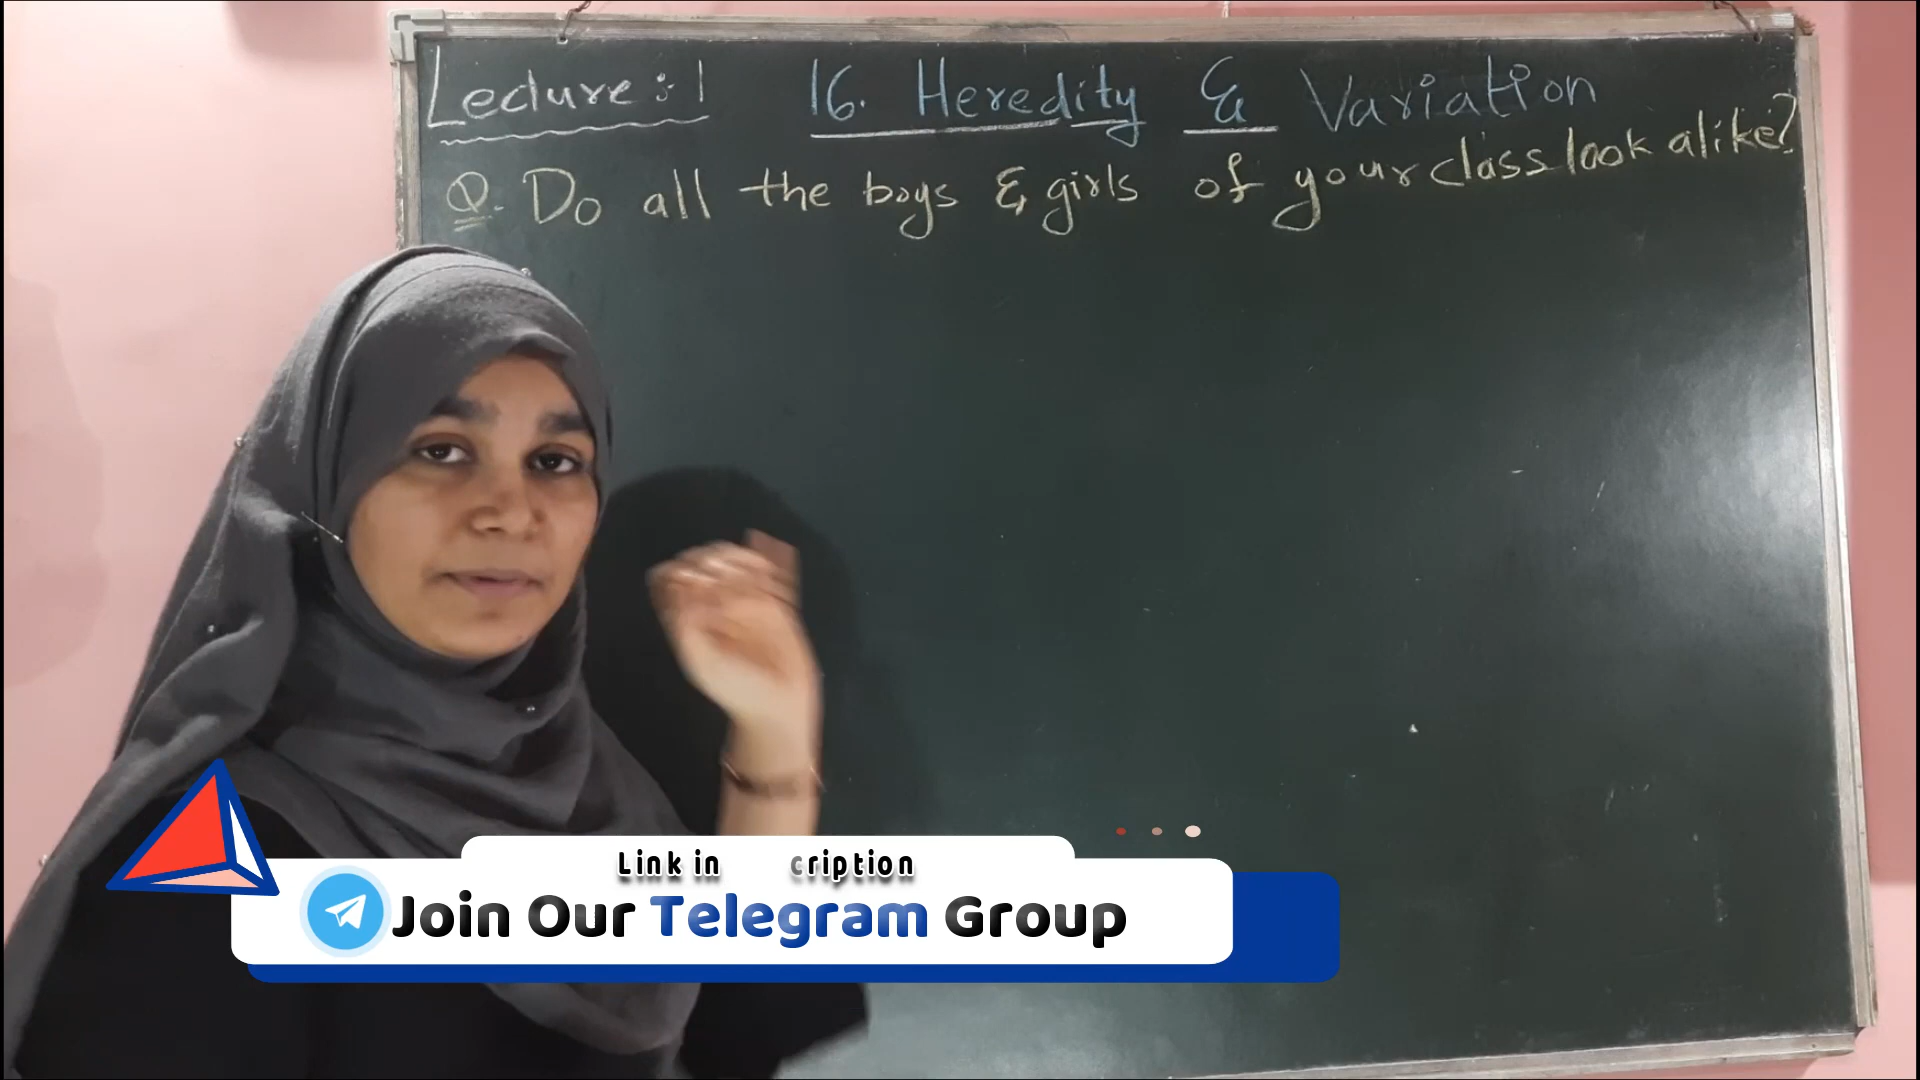 Lecture:1 16. Heredity & Variation
Q. Do all the boys & girls of your class look alike?
Link in cription
Join Our Telegram Group